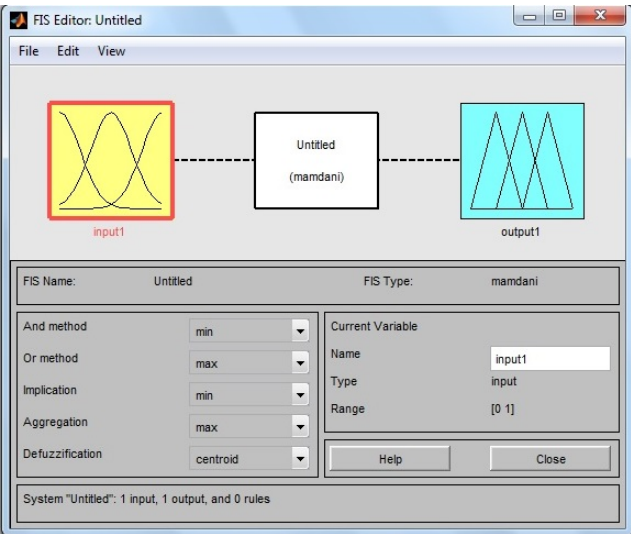 FIS Editor: Untitled
File Edit View
Untitled
(mamdani)
input1
output1
FIS Name: Untitled FIS Type: mamdani
And method min
Or method max
Implication min
Aggregation max
Defuzzification centroid
Current Variable
Name input1
Type input
Range [0 1]
Help Close
System "Untitled": 1 input, 1 output, and 0 rules